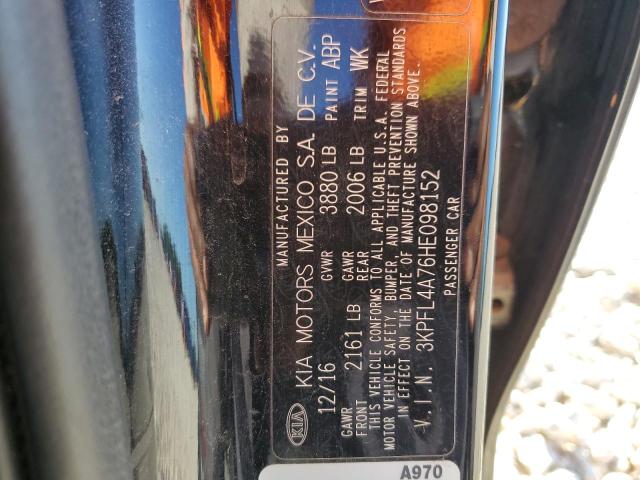 MANUFACTURED BY
KIA KIA MOTORS MEXICO S.A. DE C.V.
12/16 GVWR 3880 LB PAINT ABP
GAWR FRONT 2161 LB GAWR REAR 2006 LB TRIM WK
THIS VEHICLE CONFORMS TO ALL APPLICABLE U.S.A. FEDERAL
MOTOR VEHICLE SAFETY, BUMPER, AND THEFT PREVENTION STANDARDS
IN EFFECT ON THE DATE OF MANUFACTURE SHOWN ABOVE.
V.I.N. 3KPFL4A76HE098152
PASSENGER CAR
A970